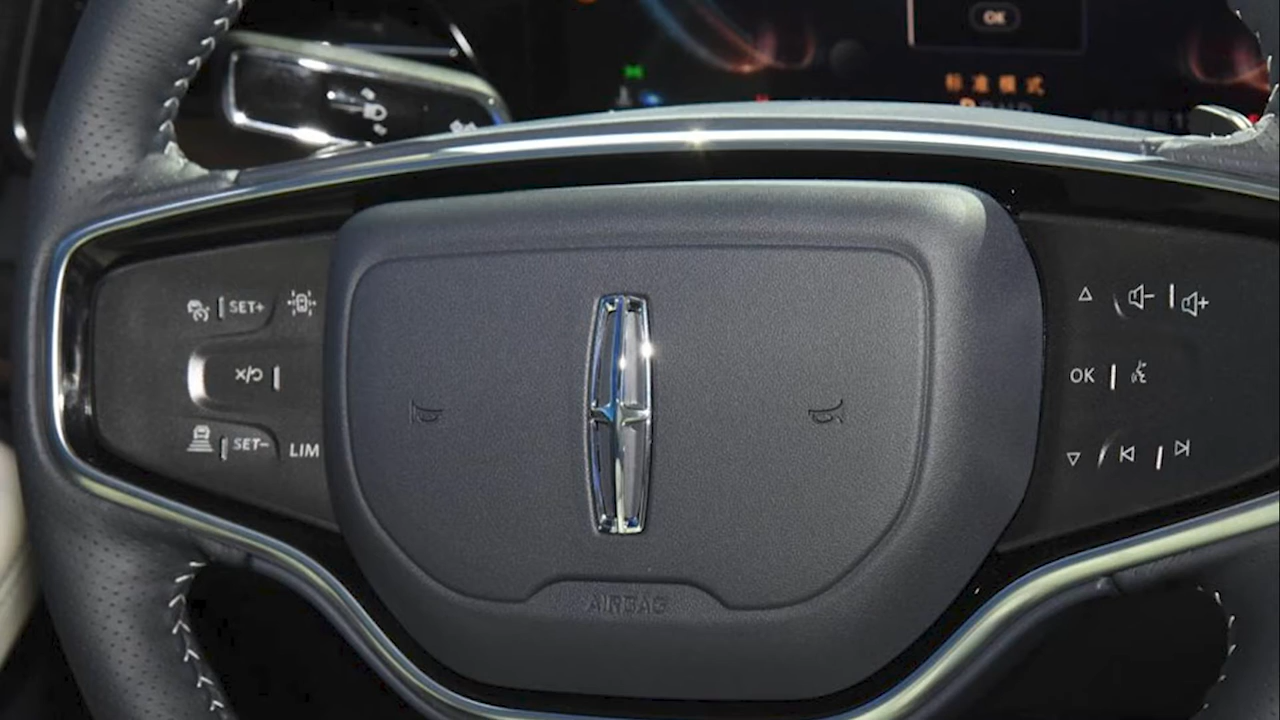 OK
标准模式
SET+
OK
SET-
LIM
AIRBAG